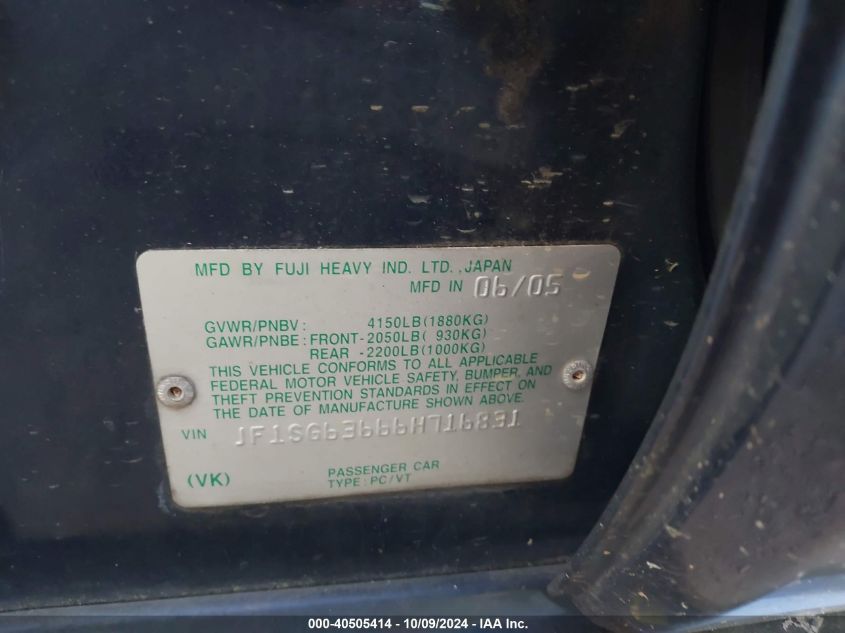 MFD BY FUJI HEAVY IND. LTD., JAPAN
MFD IN 06/05
GVWR/PNBV: 4150LB(1880KG)
GAWR/PNBE: FRONT-2050LB( 930KG)
REAR -2200LB(1000KG)
THIS VEHICLE CONFORMS TO ALL APPLICABLE
FEDERAL MOTOR VEHICLE SAFETY, BUMPER, AND
THEFT PREVENTION STANDARDS IN EFFECT ON
THE DATE OF MANUFACTURE SHOWN ABOVE.
VIN JF1SG63666H716831
(VK) PASSENGER CAR
TYPE: PC/VT
000-40505414 - 10/09/2024 - IAA Inc.